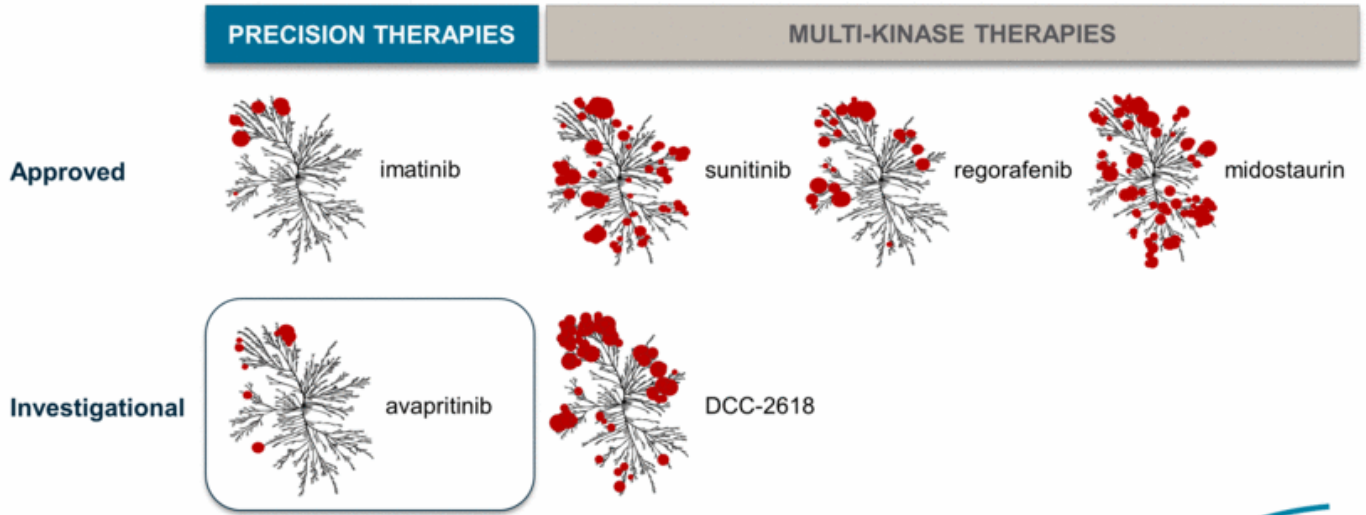 PRECISION THERAPIES
MULTI-KINASE THERAPIES
Approved
imatinib
sunitinib
regorafenib
midostaurin
Investigational
avapritinib
DCC-2618